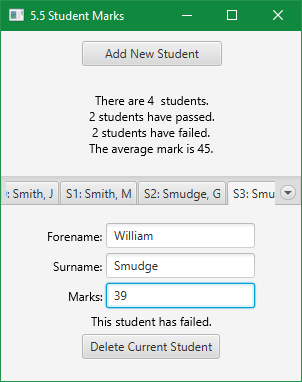 5.5 Student Marks
Add New Student
There are 4 students.
2 students have passed.
2 students have failed.
The average mark is 45.
: Smith, J S1: Smith, M S2: Smudge, G S3: Smu
Forename: William
Surname: Smudge
Marks: 39
This student has failed.
Delete Current Student